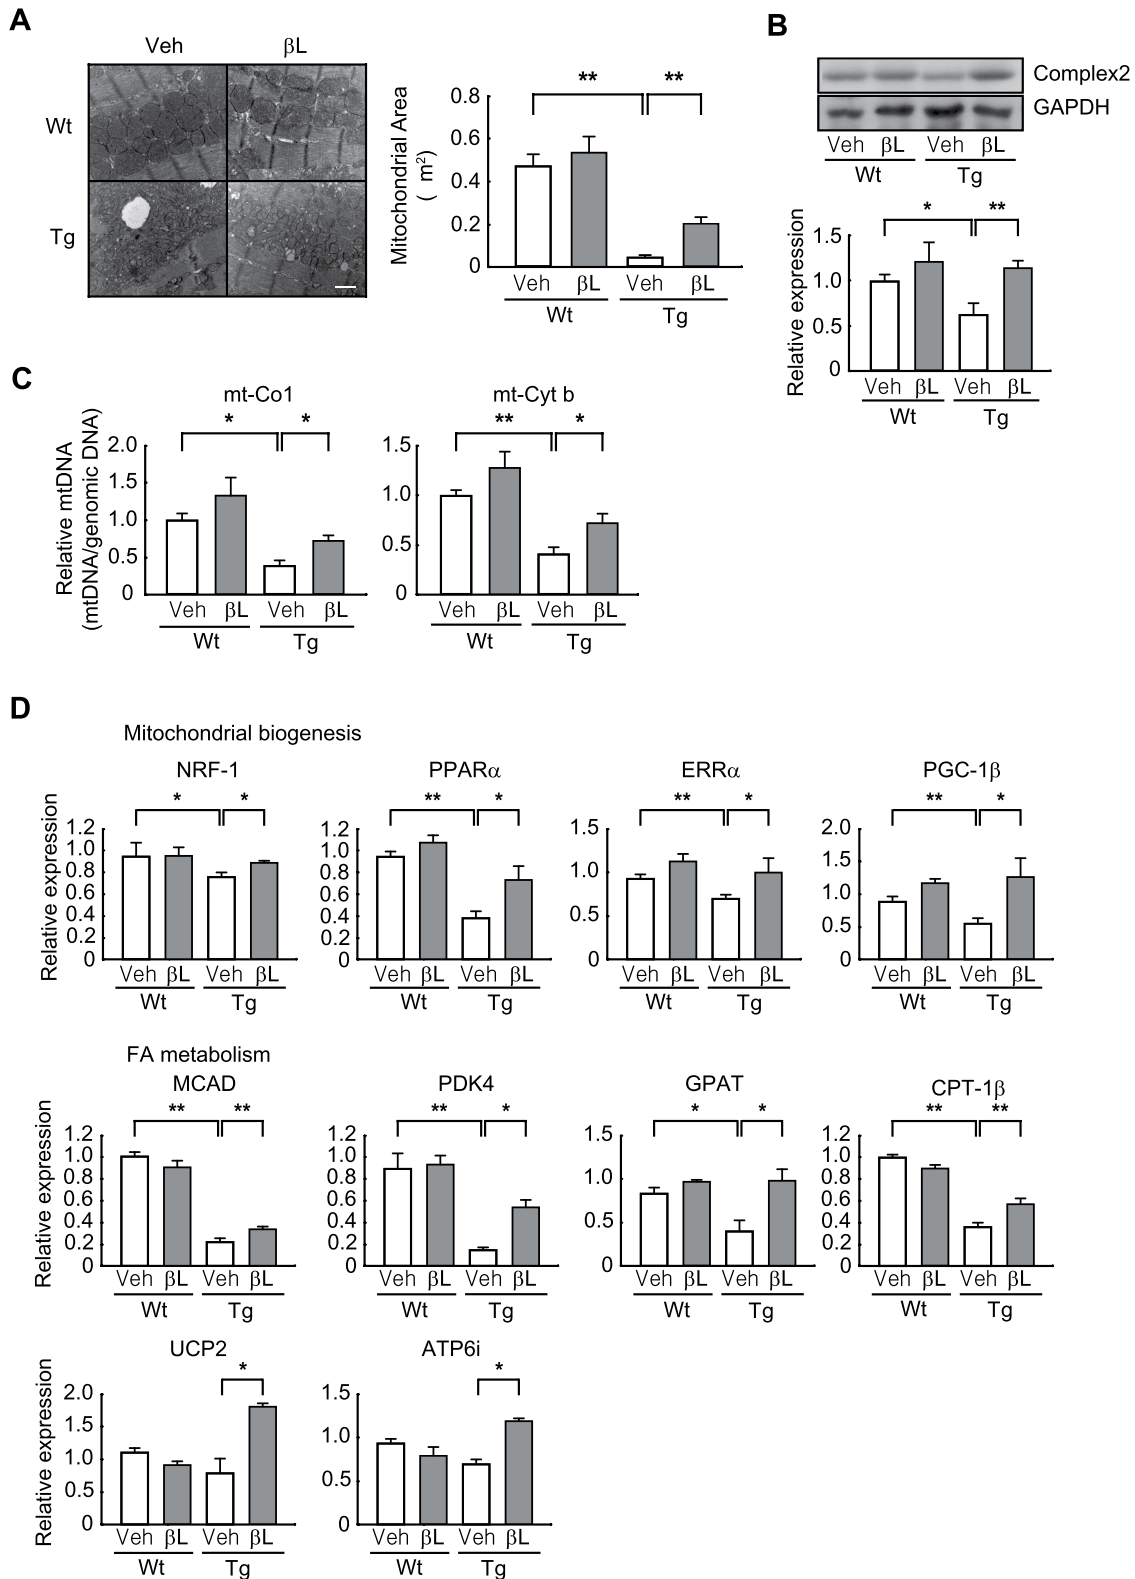 A
Veh βL
Wt
Tg
Mitochondrial Area
( m²)
** **
0.8
0.6
0.4
0.2
0
Veh βL Veh βL
Wt Tg
B
Complex2
GAPDH
Veh βL Veh βL
Wt Tg
* **
Relative expression
1.5
1.0
0.5
0
Veh βL Veh βL
Wt Tg
C
Relative mtDNA
(mtDNA/genomic DNA)
mt-Co1
* *
2.0
1.5
1.0
0.5
0
Veh βL Veh βL
Wt Tg
mt-Cyt b
** *
1.5
1.0
0.5
0
Veh βL Veh βL
Wt Tg
D
Mitochondrial biogenesis
Relative expression
NRF-1
* *
1.2
1.0
0.8
0.6
0.4
0.2
0
Veh βL Veh βL
Wt Tg
PPARα
** *
1.2
1.0
0.8
0.6
0.4
0.2
0
Veh βL Veh βL
Wt Tg
ERRα
** *
1.5
1.0
0.5
0
Veh βL Veh βL
Wt Tg
PGC-1β
** *
2.0
1.5
1.0
0.5
0
Veh βL Veh βL
Wt Tg
FA metabolism
Relative expression
MCAD
** **
1.2
1.0
0.8
0.6
0.4
0.2
0
Veh βL Veh βL
Wt Tg
PDK4
** *
1.2
1.0
0.8
0.6
0.4
0.2
0
Veh βL Veh βL
Wt Tg
GPAT
* *
1.5
1.0
0.5
0
Veh βL Veh βL
Wt Tg
CPT-1β
** **
1.2
1.0
0.8
0.6
0.4
0.2
0
Veh βL Veh βL
Wt Tg
Relative expression
UCP2
*
2.0
1.5
1.0
0.5
0
Veh βL Veh βL
Wt Tg
ATP6i
*
1.5
1.0
0.5
0
Veh βL Veh βL
Wt Tg